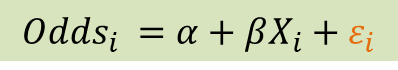 Odds_i = α + βX_i + ε_i